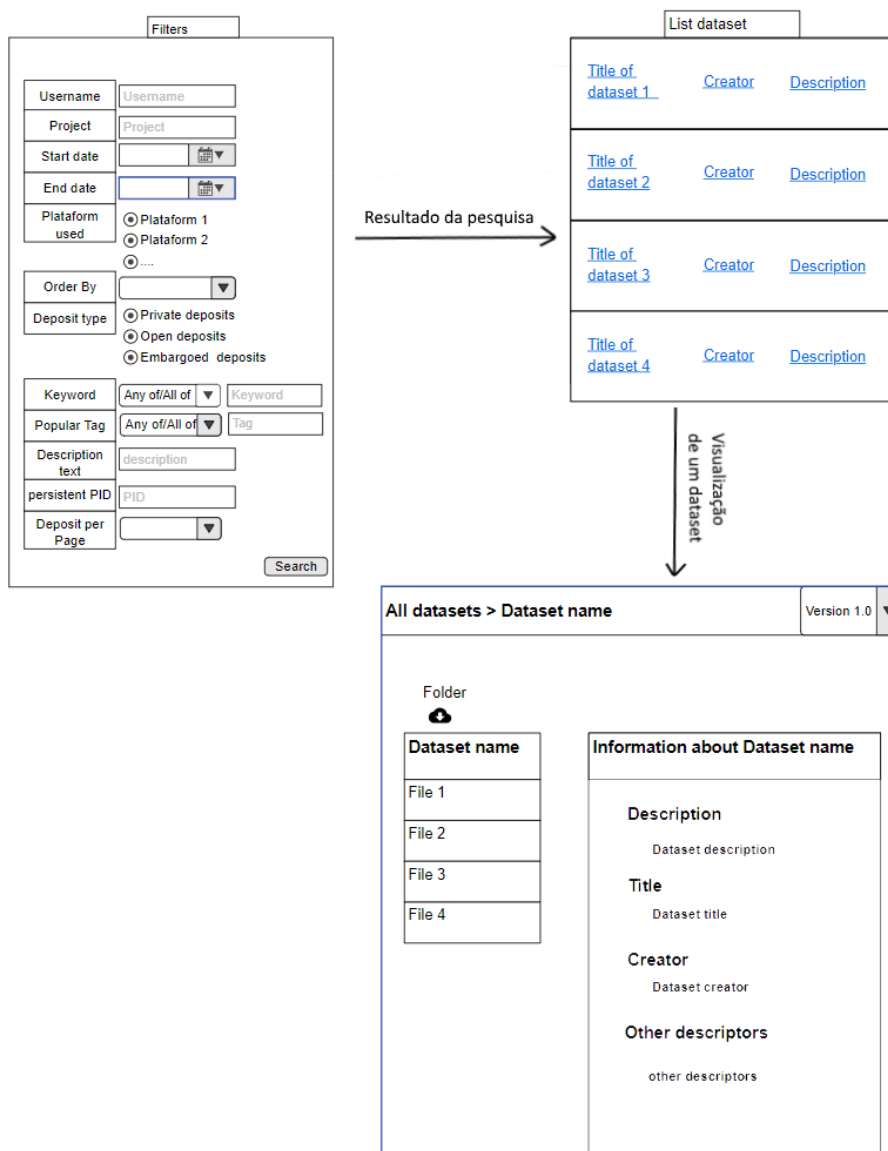 Filters
Username Username
Project Project
Start date
End date
Plataform
used
Plataform 1
Plataform 2
....
Order By
Deposit type
Private deposits
Open deposits
Embargoed deposits
Keyword Any of/All of Keyword
Popular Tag Any of/All of Tag
Description
text
description
persistent PID PID
Deposit per
Page
Search
Resultado da pesquisa
List dataset
Title of
dataset 1 Creator Description
Title of
dataset 2 Creator Description
Title of
dataset 3 Creator Description
Title of
dataset 4 Creator Description
Visualização
de um dataset
All datasets > Dataset name Version 1.0
Folder
Dataset name
File 1
File 2
File 3
File 4
Information about Dataset name
Description
Dataset description
Title
Dataset title
Creator
Dataset creator
Other descriptors
other descriptors